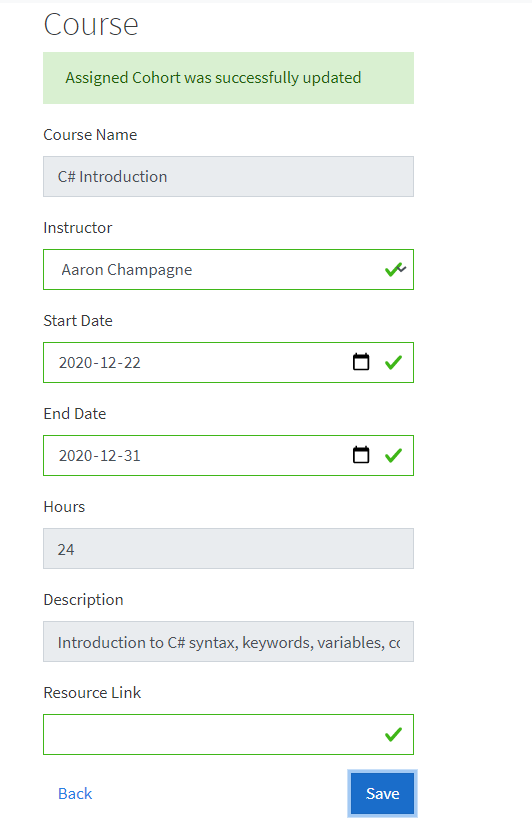 Course
Assigned Cohort was successfully updated
Course Name
C# Introduction
Instructor
Aaron Champagne
Start Date
2020-12-22
End Date
2020-12-31
Hours
24
Description
Introduction to C# syntax, keywords, variables, cc
Resource Link
Back
Save